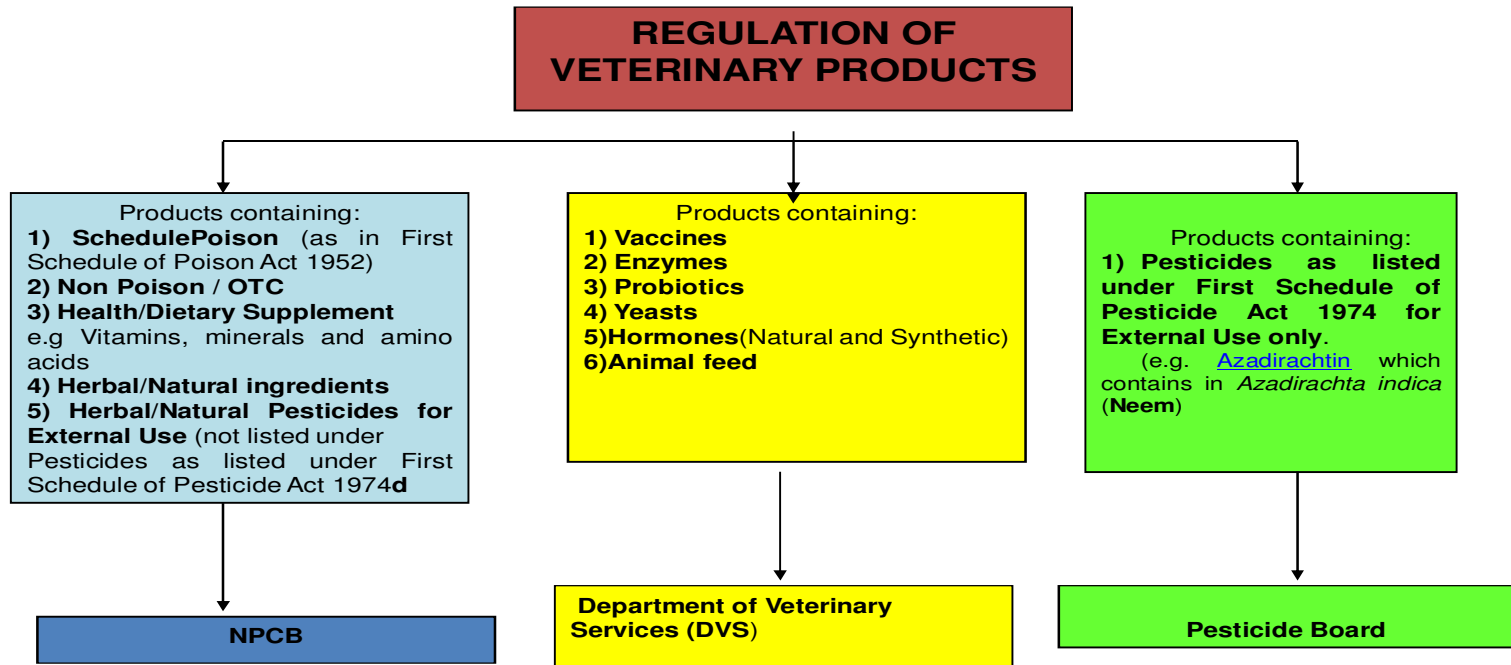 REGULATION OF
VETERINARY PRODUCTS
Products containing:
1) SchedulePoison (as in First
Schedule of Poison Act 1952)
2) Non Poison / OTC
3) Health/Dietary Supplement
e.g Vitamins, minerals and amino
acids
4) Herbal/Natural ingredients
5) Herbal/Natural Pesticides for
External Use (not listed under
Pesticides as listed under First
Schedule of Pesticide Act 1974d
Products containing:
1) Vaccines
2) Enzymes
3) Probiotics
4) Yeasts
5)Hormones(Natural and Synthetic)
6)Animal feed
Products containing:
1) Pesticides as listed
under First Schedule of
Pesticide Act 1974 for
External Use only.
(e.g. Azadirachtin which
contains in Azadirachta indica
(Neem)
NPCB
Department of Veterinary
Services (DVS)
Pesticide Board